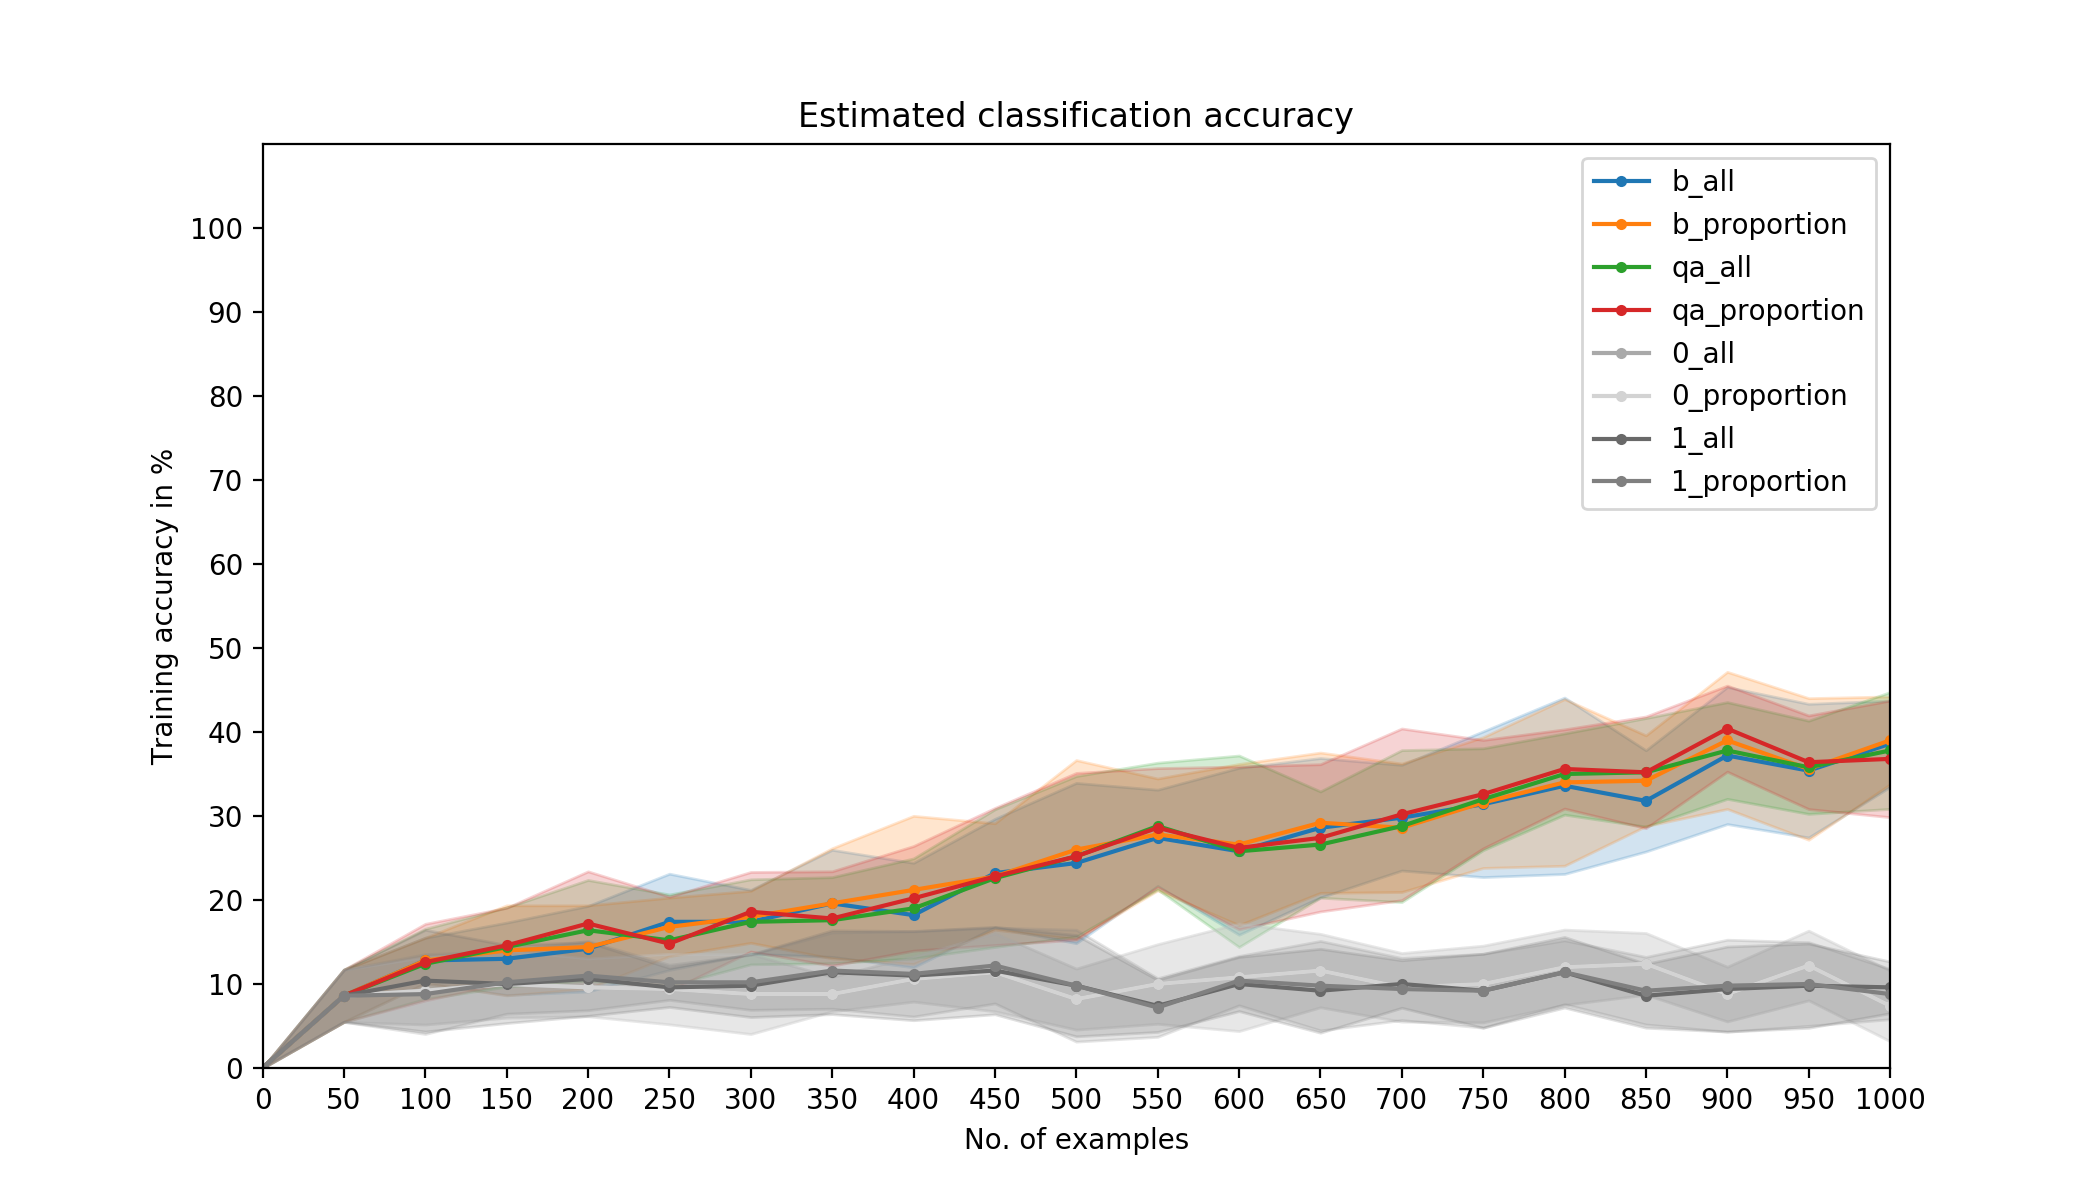 Estimated classification accuracy
Training accuracy in %
100
90
80
70
60
50
40
30
20
10
0
b_all
b_proportion
qa_all
qa_proportion
0_all
0_proportion
1_all
1_proportion
0 50 100 150 200 250 300 350 400 450 500 550 600 650 700 750 800 850 900 950 1000
No. of examples